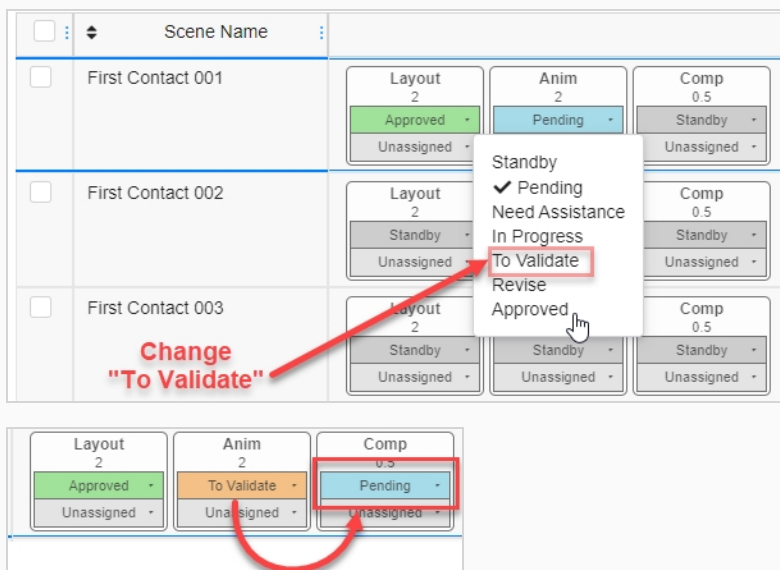 Scene Name
First Contact 001
Layout Anim Comp
2 2 0.5
Approved Pending Standby
Unassigned Unassigned
Standby
Pending
Need Assistance
In Progress
To Validate
Revise
Approved
First Contact 002
Layout Comp
2 0.5
Standby Standby
Unassigned Unassigned
First Contact 003
Layout Comp
2 0.5
Standby Standby Standby
Unassigned Unassigned Unassigned
Change
"To Validate"
Layout Anim Comp
2 2 0.5
Approved To Validate Pending
Unassigned Unassigned Unassigned